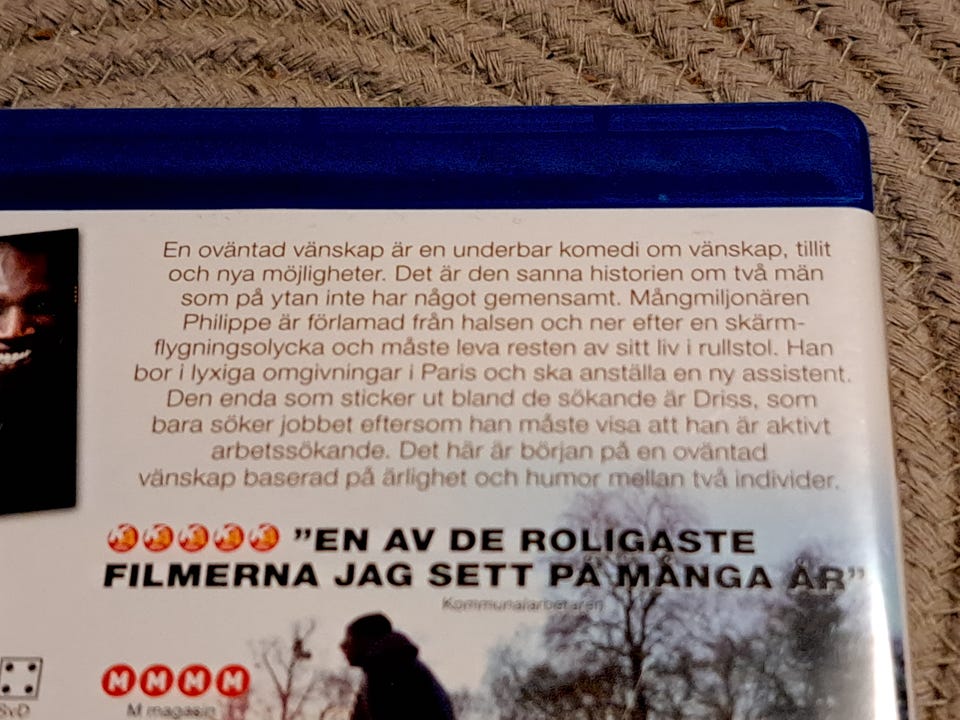 En oväntad vänskap är en underbar komedi om vänskap, tillit
och nya möjligheter. Det är den sanna historien om två män
som på ytan inte har något gemensamt. Mångmiljonären
Philippe är förlamad från halsen och ner efter en skärm-
flygningsolycka och måste leva resten av sitt liv i rullstol. Han
bor i lyxiga omgivningar i Paris och ska anställa en ny assistent.
Den enda som sticker ut bland de sökande är Driss, som
bara söker jobbet eftersom han måste visa att han är aktivt
arbetssökande. Det här är början på en oväntad
vänskap baserad på ärlighet och humor mellan två individer.
"EN AV DE ROLIGASTE
FILMERNA JAG SETT PÅ MÅNGA ÅR"
Kommunalarbetaren
M M M M
SvD
M magasin